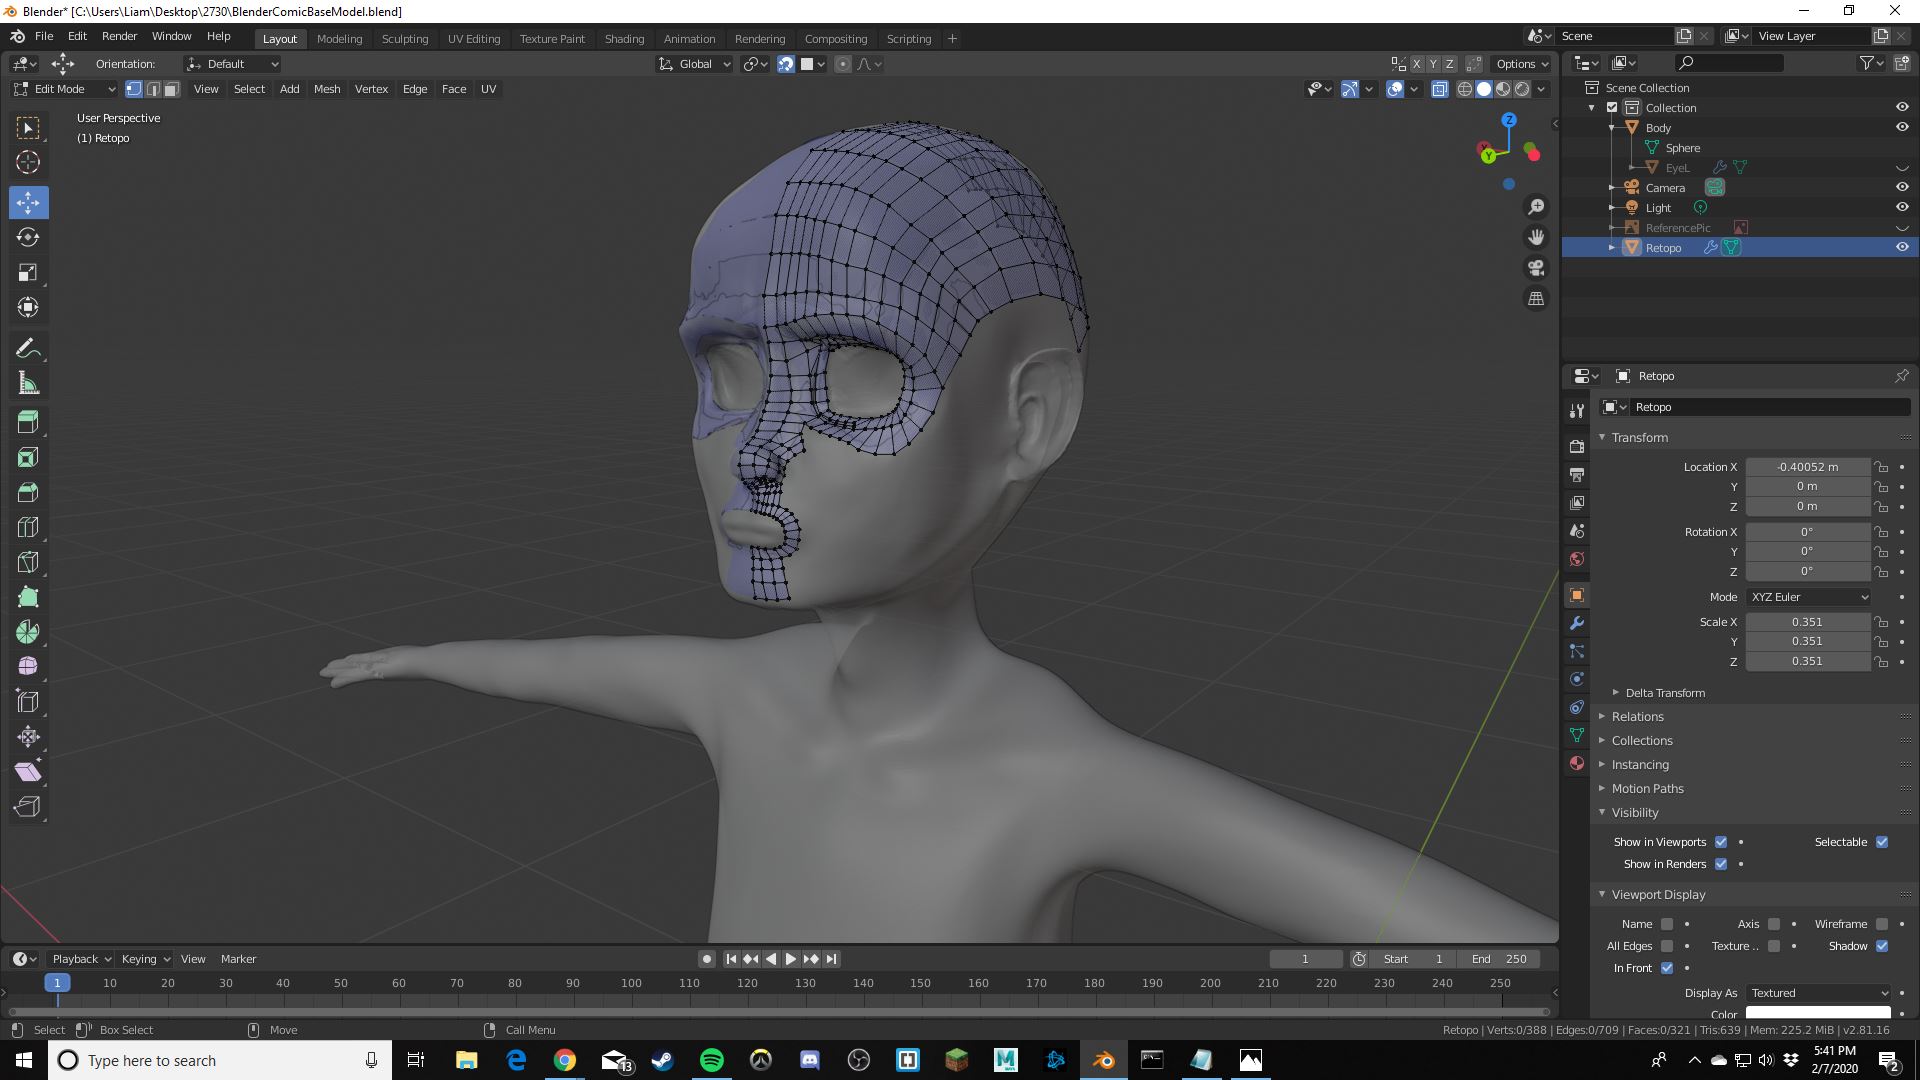 Blender* [C:\Users\Liam\Desktop\2730\BlenderComicBaseModel.blend]
File Edit Render Window Help
Layout Modeling Sculpting UV Editing Texture Paint Shading Animation Rendering Compositing Scripting +
Scene
View Layer
Orientation: Default
Global
X Y Z
Options
Edit Mode
View Select Add Mesh Vertex Edge Face UV
User Perspective
(1) Retopo
Z
Y
Scene Collection
Collection
Body
Sphere
EyeL
Camera
Light
ReferencePic
Retopo
Retopo
Retopo
Transform
Location X -0.40052 m
Y 0 m
Z 0 m
Rotation X 0°
Y 0°
Z 0°
Mode XYZ Euler
Scale X 0.351
Y 0.351
Z 0.351
Delta Transform
Relations
Collections
Instancing
Motion Paths
Visibility
Show in Viewports Selectable
Show in Renders
Viewport Display
Name Axis Wireframe
All Edges Texture .. Shadow
In Front
Display As Textured
Color
Playback Keying View Marker
1 Start 1 End 250
1 10 20 30 40 50 60 70 80 90 100 110 120 130 140 150 160 170 180 190 200 210 220 230 240 250
Select Box Select Move Call Menu
Retopo | Verts:0/388 | Edges:0/709 | Faces:0/321 | Tris:639 | Mem: 225.2 MiB | v2.81.16
Type here to search
13
5:41 PM
2/7/2020
2